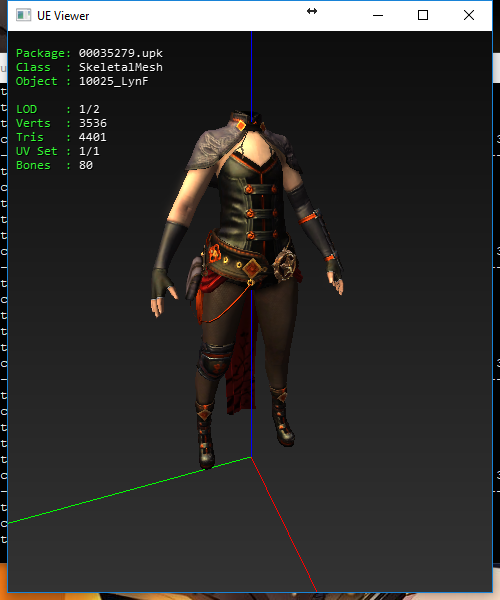 UE Viewer
Package: 00035279.upk
Class : SkeletalMesh
Object : 10025_LynF
LOD : 1/2
Verts : 3536
Tris : 4401
UV Set : 1/1
Bones : 80